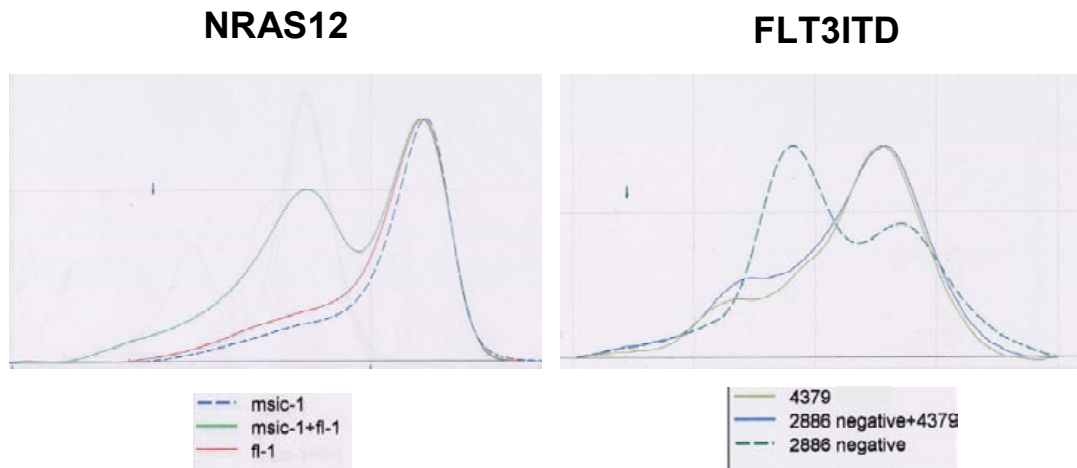 NRAS12
FLT3ITD
msic-1
msic-1+fl-1
fl-1
4379
2886 negative+4379
2886 negative